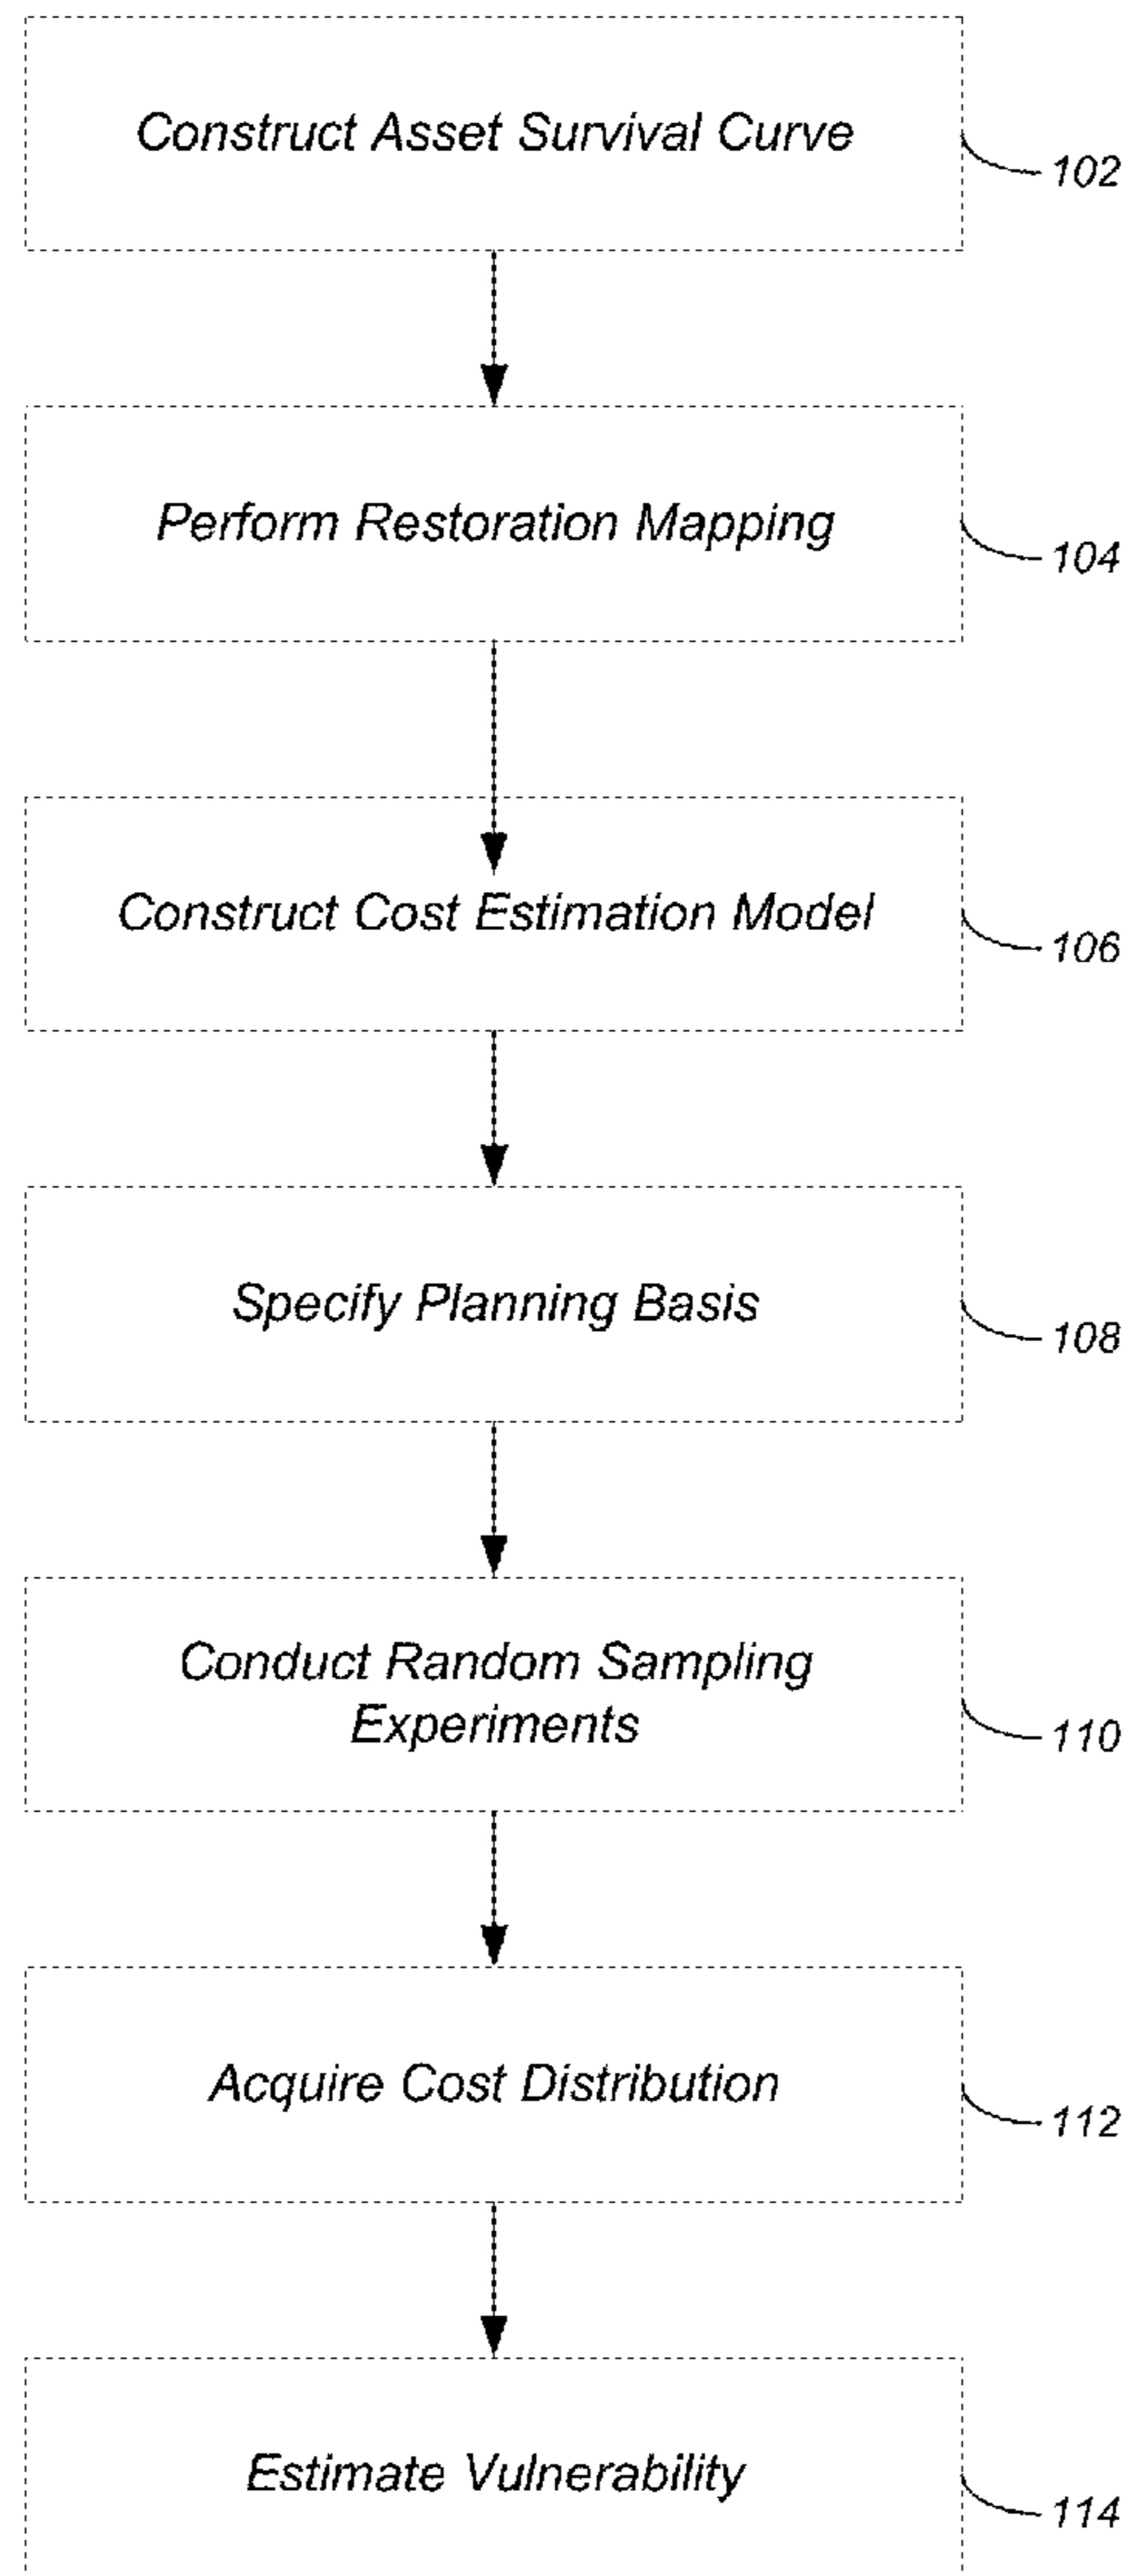 Construct Asset Survival Curve
102
Perform Restoration Mapping
104
Construct Cost Estimation Model
106
Specify Planning Basis
108
Conduct Random Sampling
Experiments
110
Acquire Cost Distribution
112
Estimate Vulnerability
114